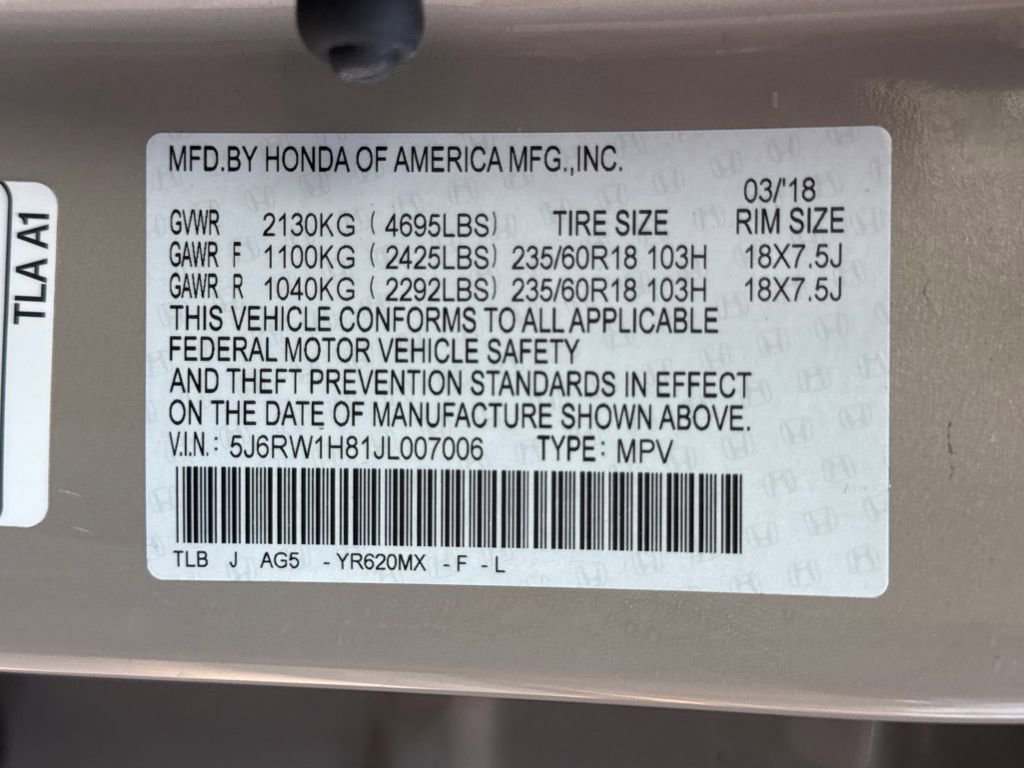 MFD.BY HONDA OF AMERICA MFG.,INC.
03/'18
GVWR 2130KG ( 4695LBS) TIRE SIZE RIM SIZE
GAWR F 1100KG ( 2425LBS) 235/60R18 103H 18X7.5J
GAWR R 1040KG ( 2292LBS) 235/60R18 103H 18X7.5J
THIS VEHICLE CONFORMS TO ALL APPLICABLE
FEDERAL MOTOR VEHICLE SAFETY
AND THEFT PREVENTION STANDARDS IN EFFECT
ON THE DATE OF MANUFACTURE SHOWN ABOVE.
V.I.N.: 5J6RW1H81JL007006 TYPE: MPV
TLB J AG5 - YR620MX - F - L
TLA A1